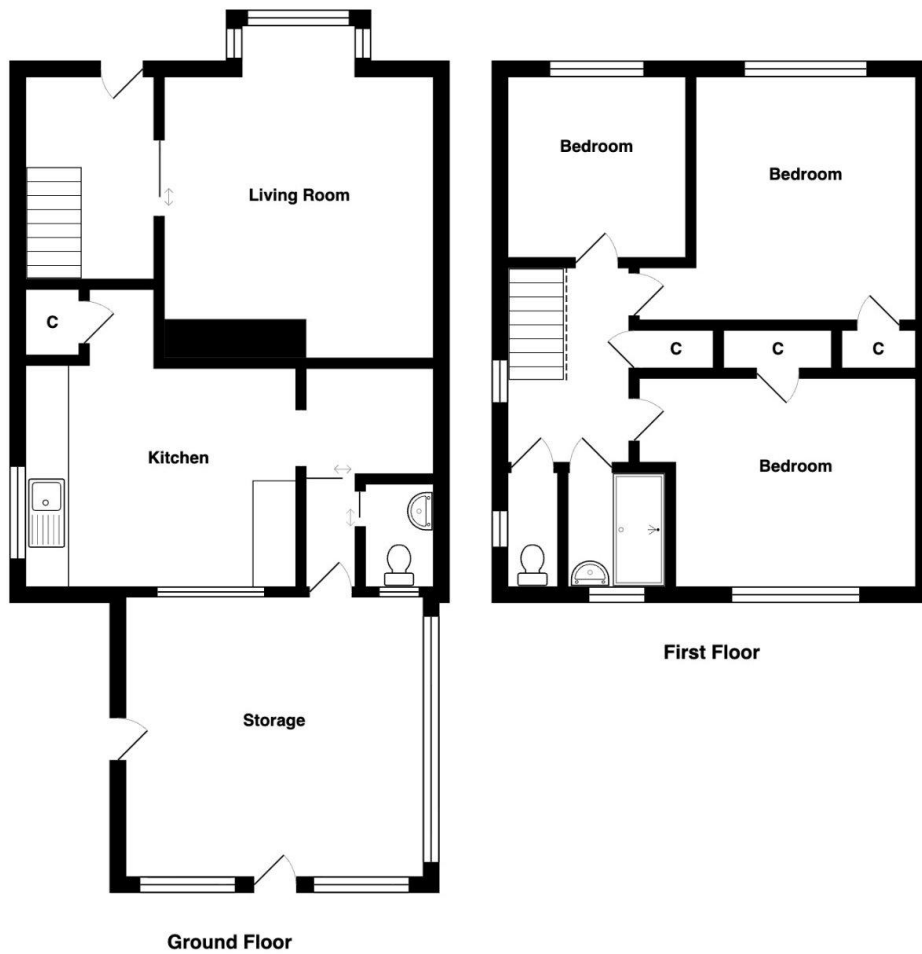 Living Room
C
Kitchen
Storage
Ground Floor
Bedroom
Bedroom
C
C
C
Bedroom
First Floor